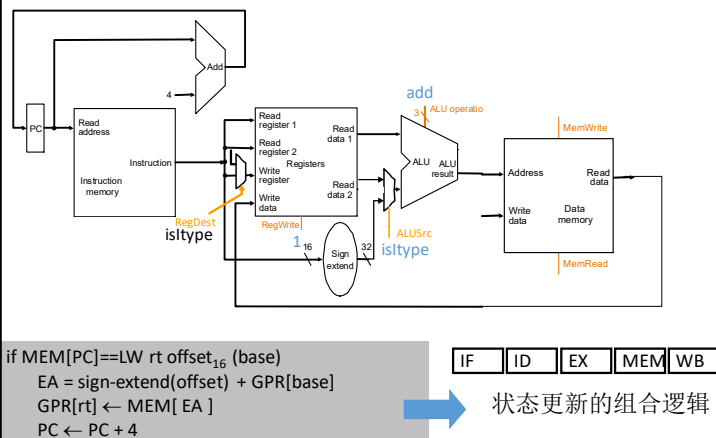 Add
4
add
3
ALU operatio
PC
Read
address
Instruction
Instruction
memory
Read
register 1
Read
register 2
Write
register
Write
data
Registers
Read
data 1
Read
data 2
ALU
ALU
result
MemWrite
Address
Read
data
Write
data
Data
memory
MemRead
RegDest
isItype
RegWrite
1
16
Sign
extend
32
ALUSrc
isItype
if MEM[PC]==LW rt offset16 (base)
EA = sign-extend(offset) + GPR[base]
GPR[rt] ← MEM[ EA ]
PC ← PC + 4
IF ID EX MEM WB
状态更新的组合逻辑